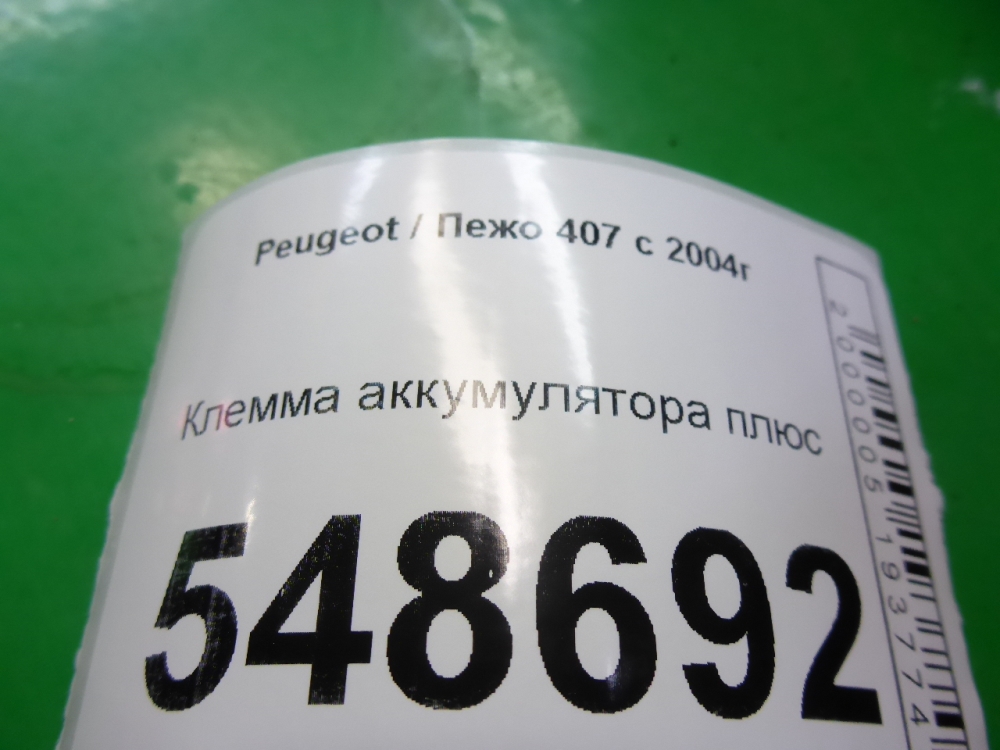 Peugeot / Пежо 407 с 2004г
Клемма аккумулятора плюс
548692
2000005193774